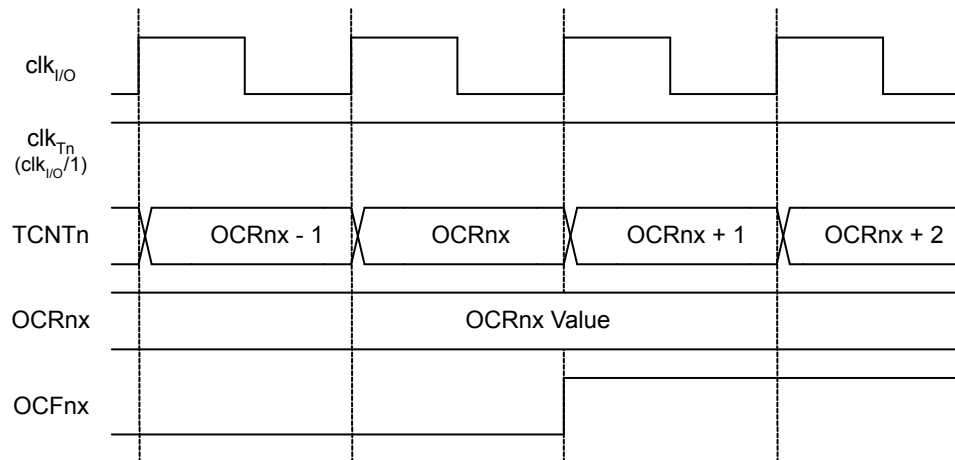 clkI/O
clkTn
(clkI/O/1)
TCNTn OCRnx - 1 OCRnx OCRnx + 1 OCRnx + 2
OCRnx OCRnx Value
OCFnx